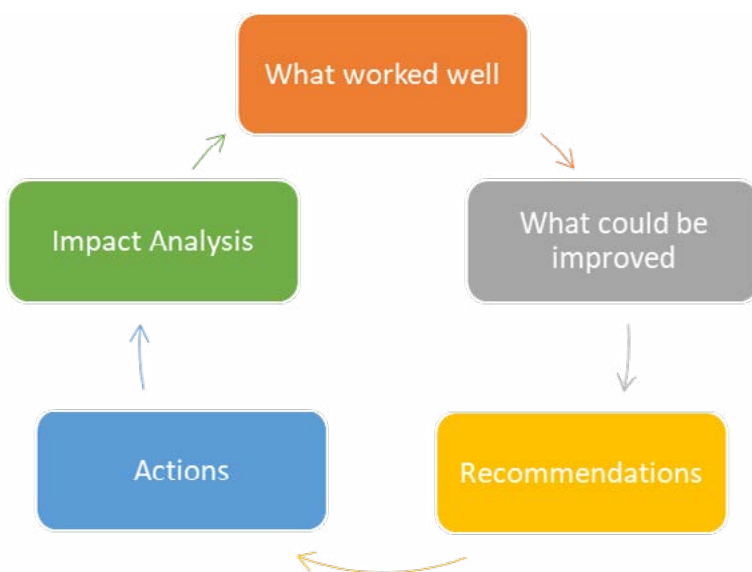 What worked well
What could be
improved
Recommendations
Actions
Impact Analysis